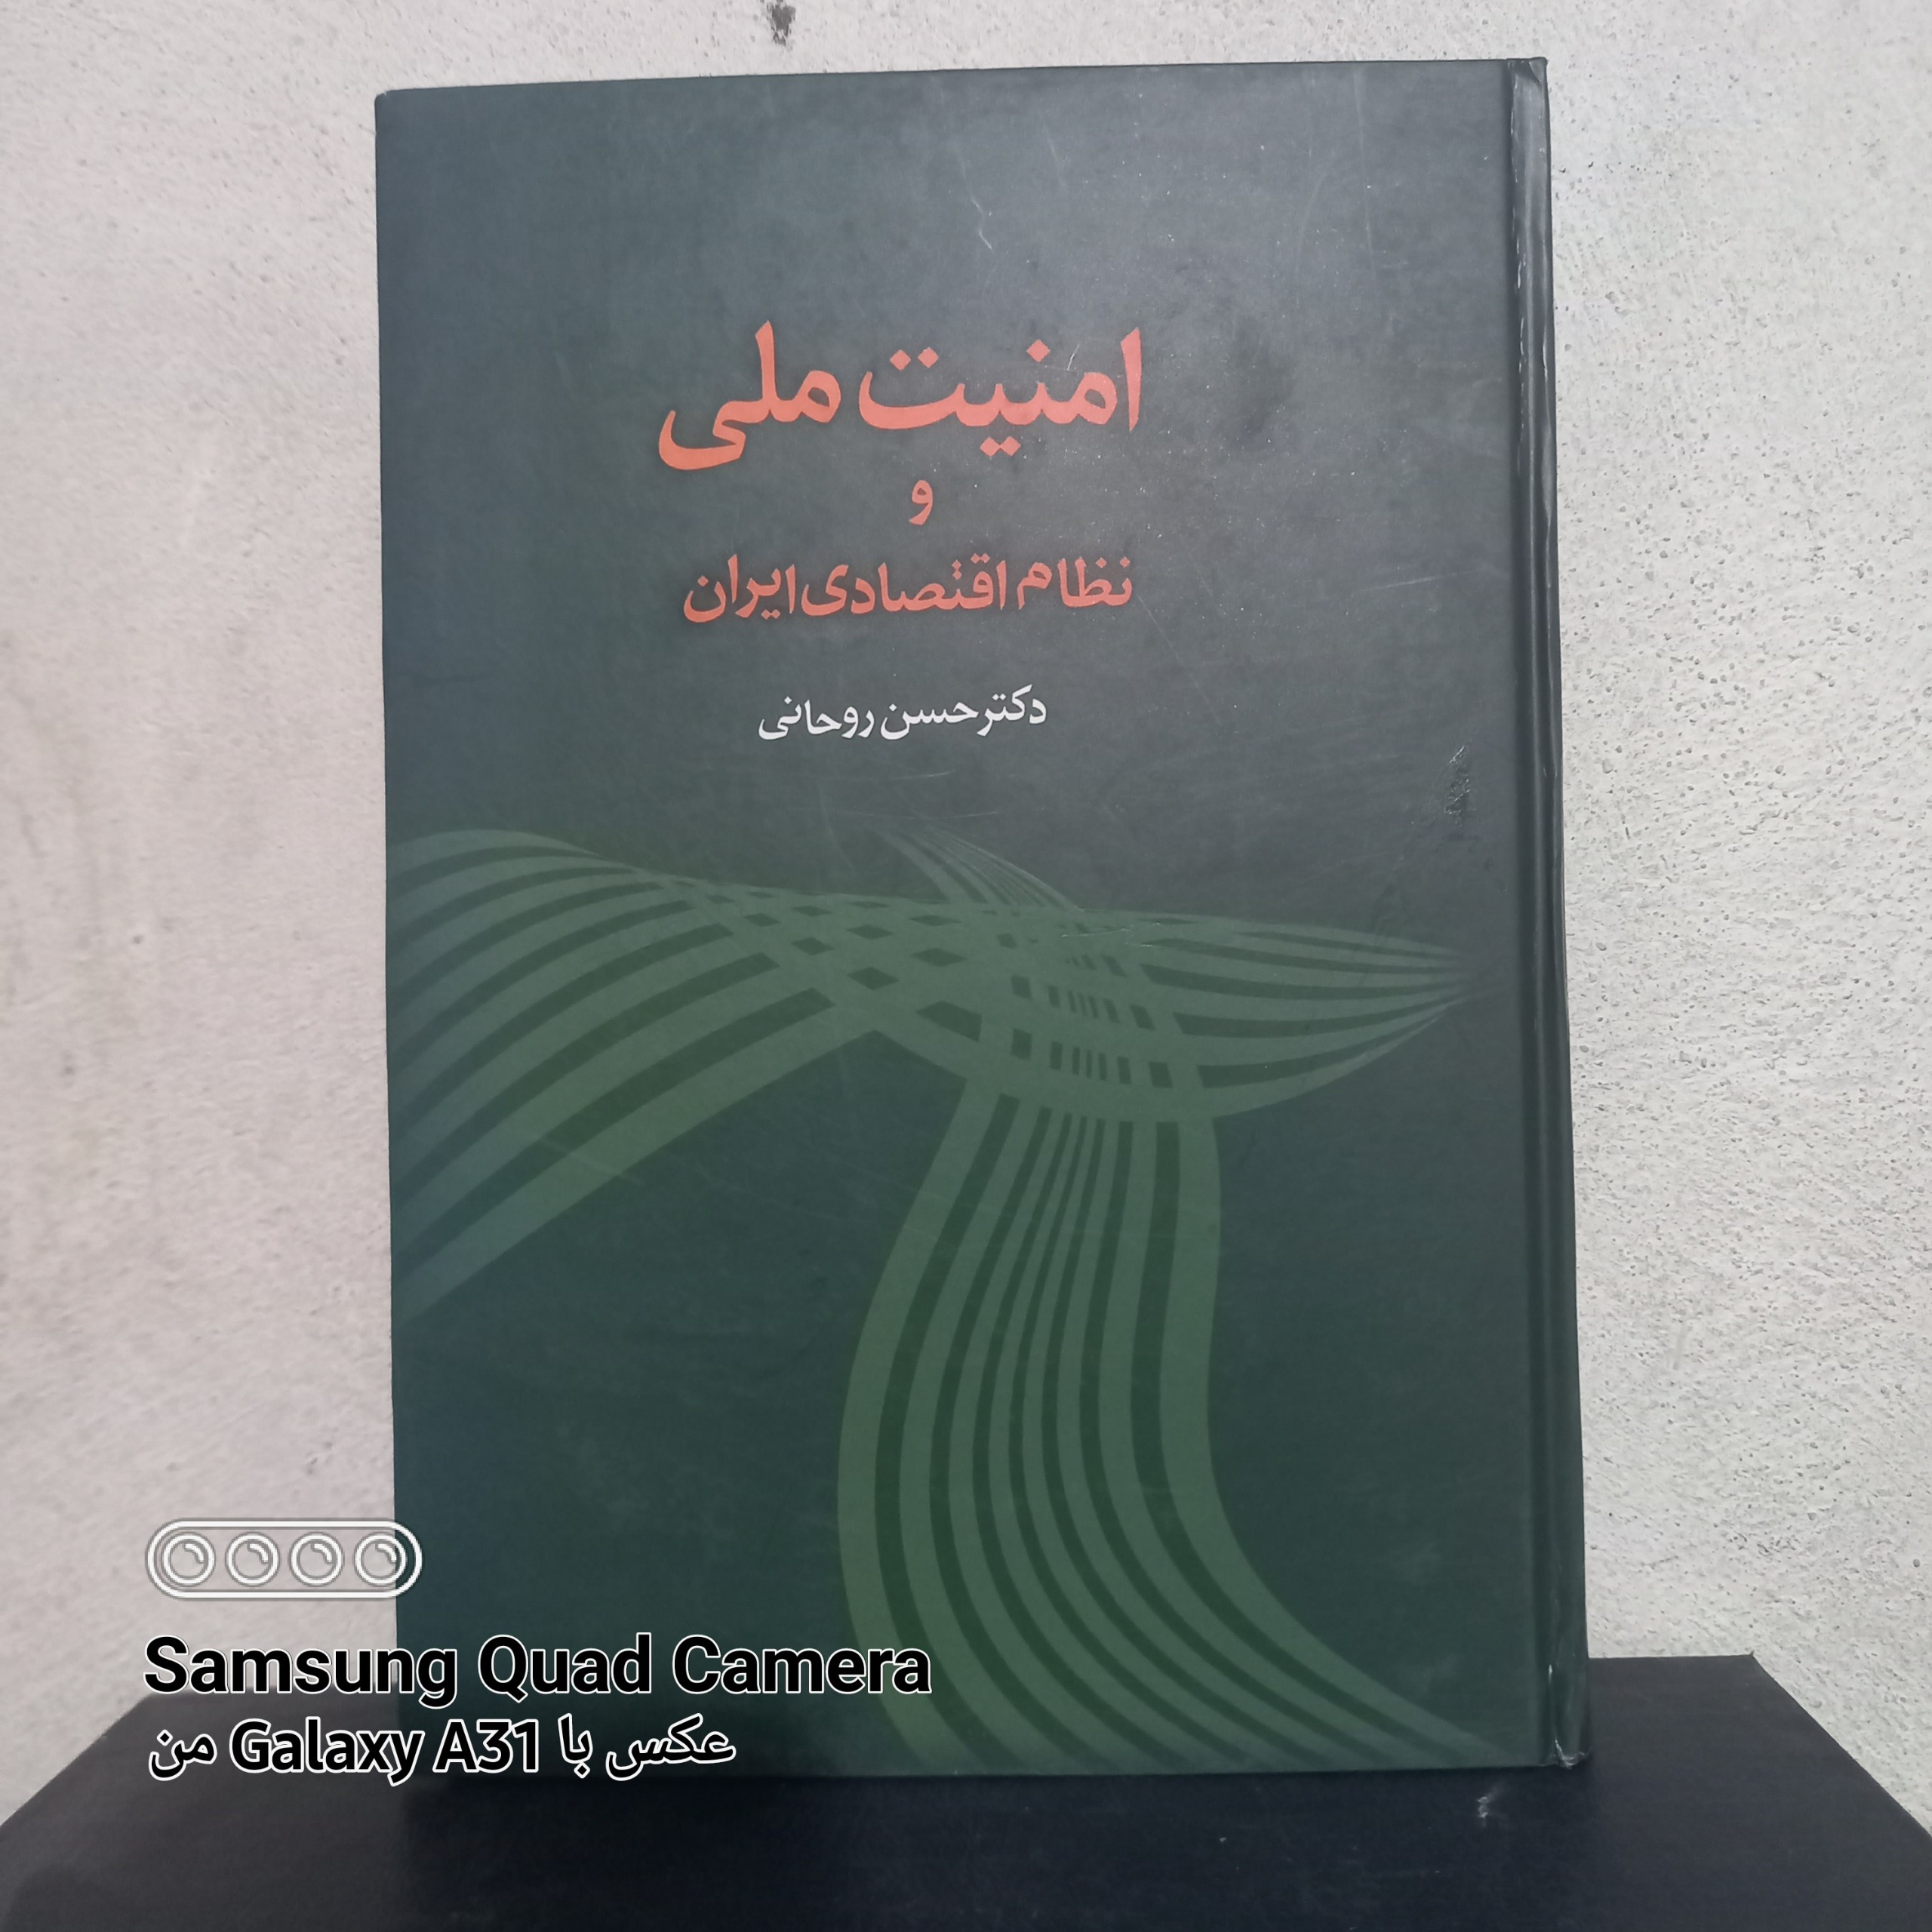 امنیت ملی
و
نظام اقتصادی ایران
دکتر حسن روحانی
Samsung Quad Camera
عکس با Galaxy A31 من